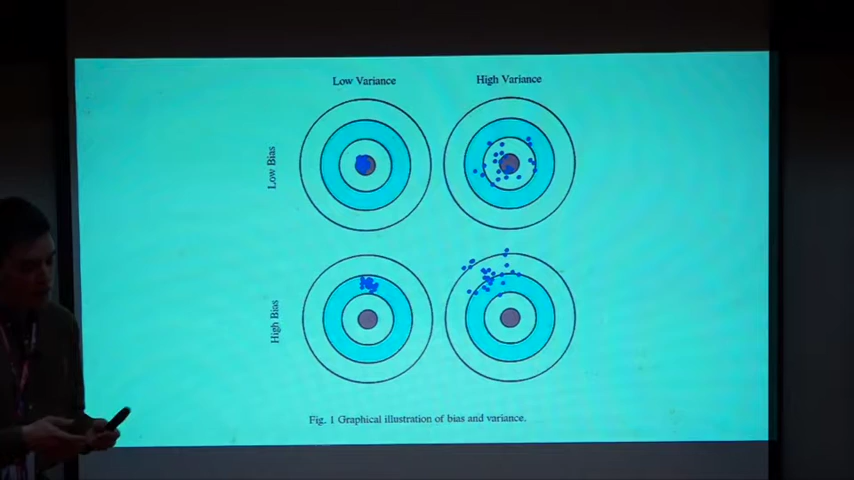 Low Variance
High Variance
Low Bias
High Bias
Fig. 1 Graphical illustration of bias and variance.